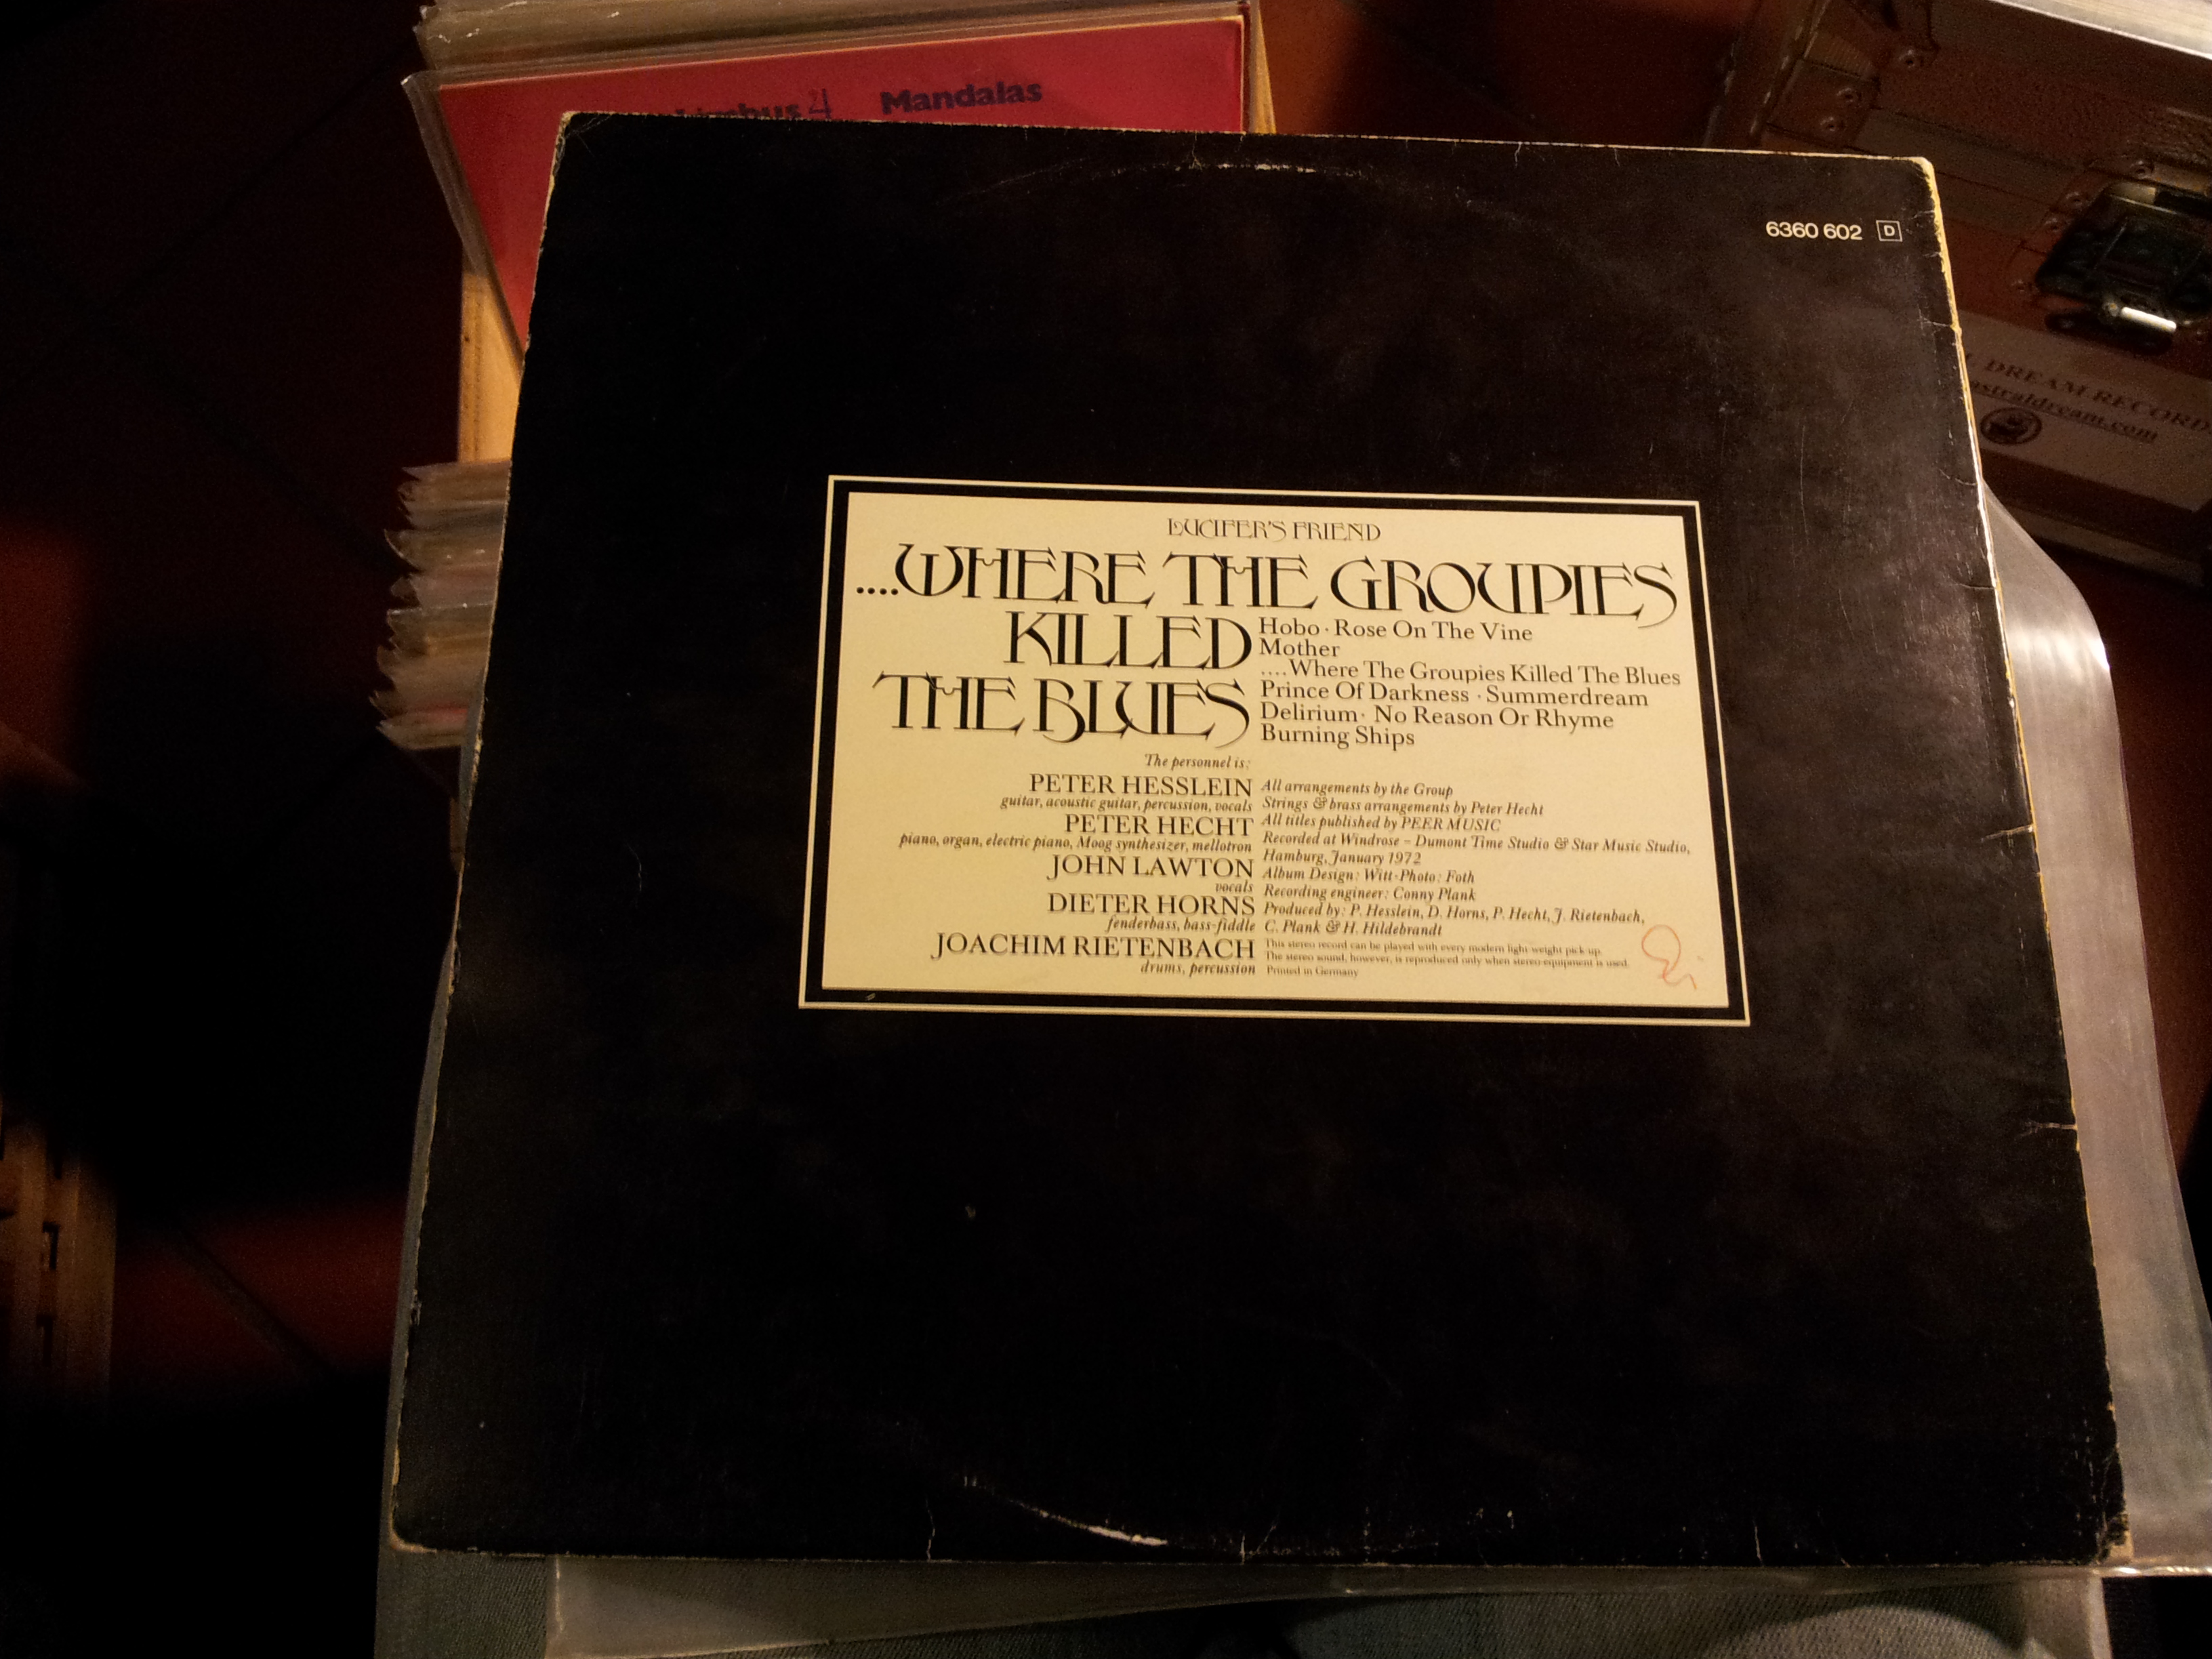 4 Mandalas
6360 602 D
DREAM RECORDS
astraldream.com
LUCIFER'S FRIEND
....WHERE THE GROUPIES
KILLED
THE BLUES
Hobo · Rose On The Vine
Mother
....Where The Groupies Killed The Blues
Prince Of Darkness · Summerdream
Delirium · No Reason Or Rhyme
Burning Ships
The personnel is:
PETER HESSLEIN
guitar, acoustic guitar, percussion, vocals
PETER HECHT
piano, organ, electric piano, Moog synthesizer, mellotron
JOHN LAWTON
vocals
DIETER HORNS
fenderbass, bass-fiddle
JOACHIM RIETENBACH
drums, percussion
All arrangements by the Group
Strings & brass arrangements by Peter Hecht
All titles published by PEER MUSIC
Recorded at Windrose – Dumont Time Studio & Star Music Studio,
Hamburg, January 1972
Album Design: Witt · Photo: Foth
Recording engineer: Conny Plank
Produced by: P. Hesslein, D. Horns, P. Hecht, J. Rietenbach,
C. Plank & H. Hildebrandt
This stereo record can be played with every modern light-weight pick-up.
The stereo sound, however, is reproduced only when stereo-equipment is used.
Printed in Germany